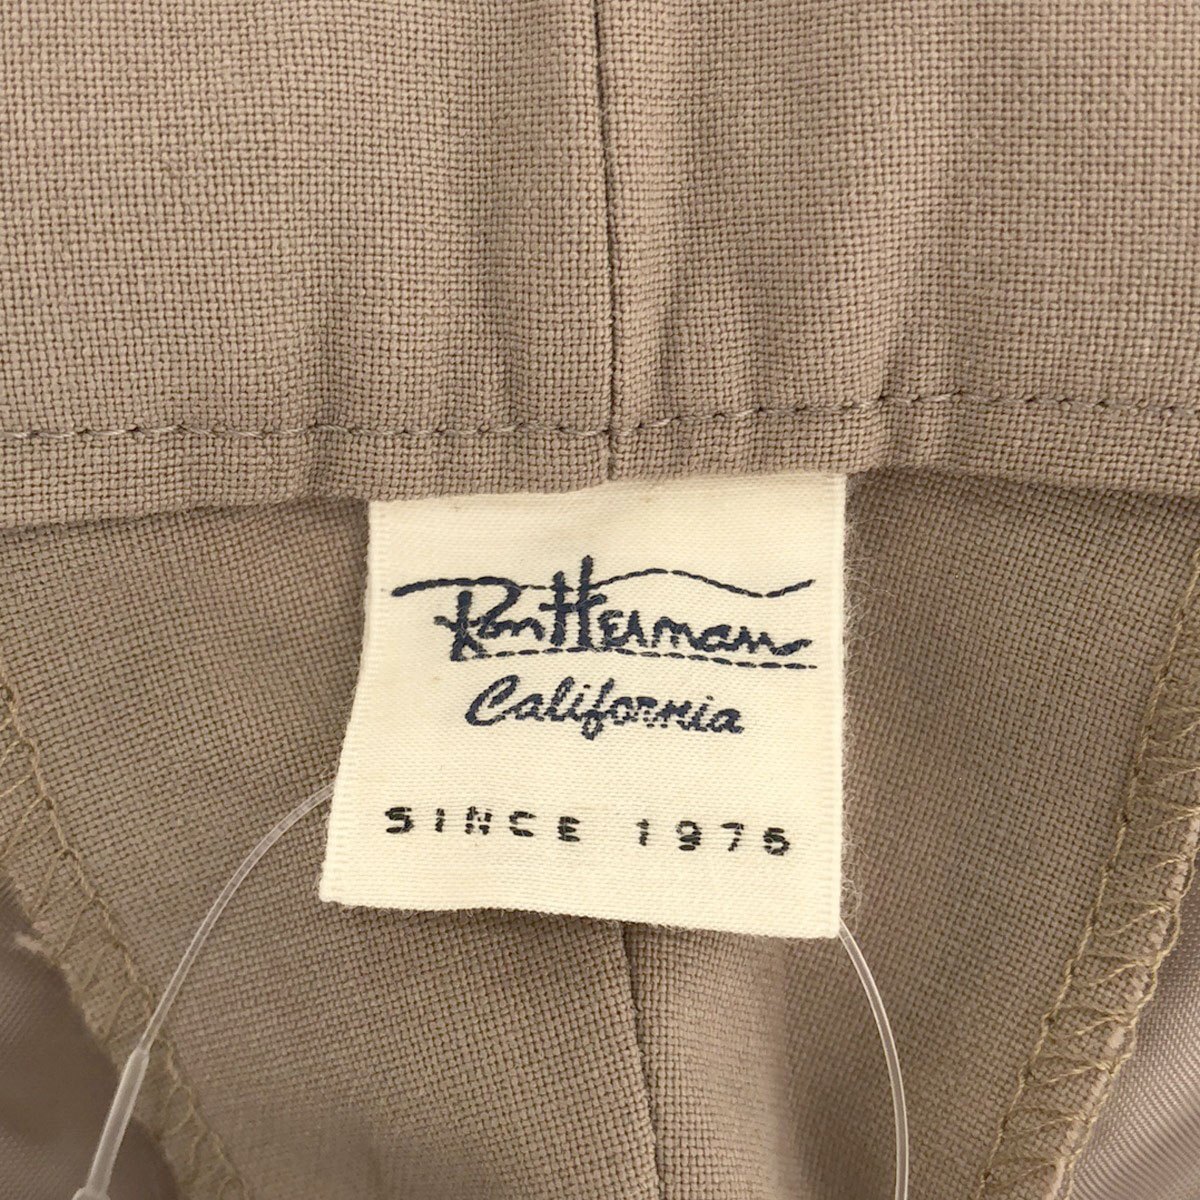 Ron Herman
California
SINCE 1976